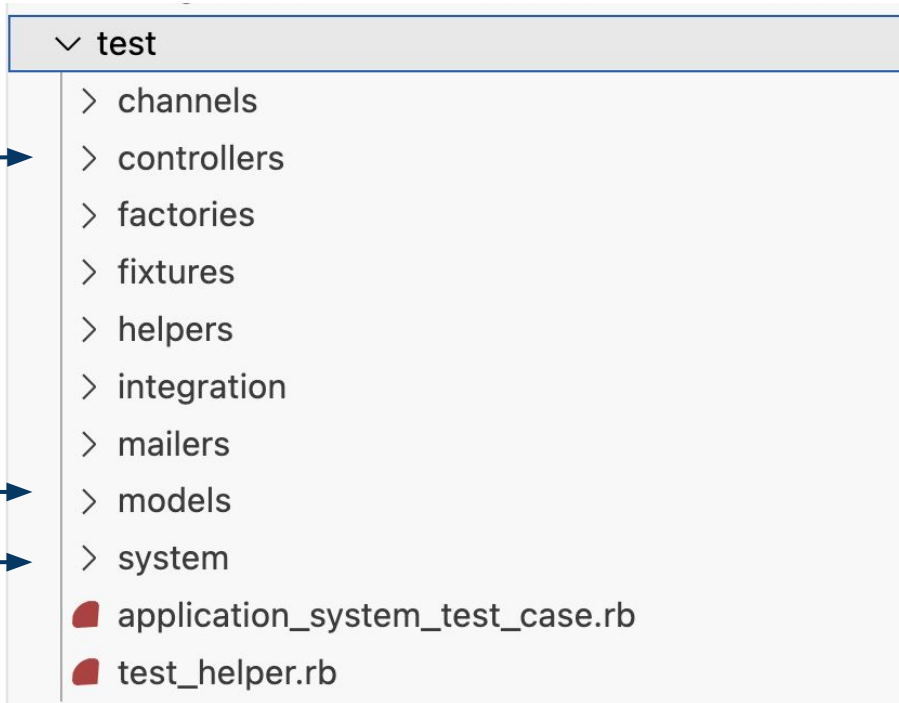 test
channels
controllers
factories
fixtures
helpers
integration
mailers
models
system
application_system_test_case.rb
test_helper.rb